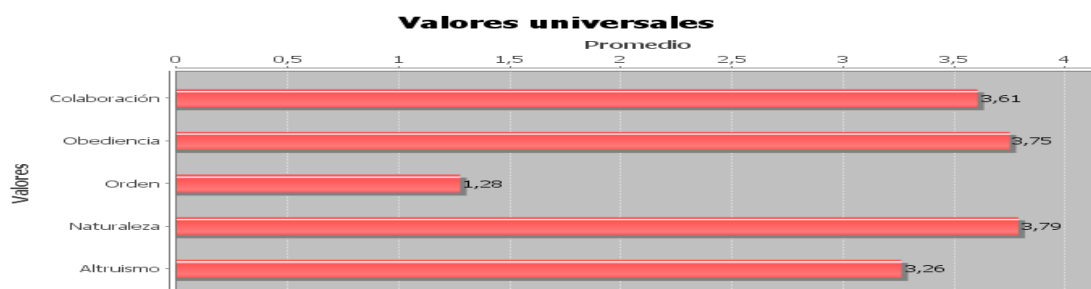 Valores universales
Promedio
0 0,5 1 1,5 2 2,5 3 3,5 4
Valores
Colaboración 3,61
Obediencia 3,75
Orden 1,28
Naturaleza 3,79
Altruismo 3,26